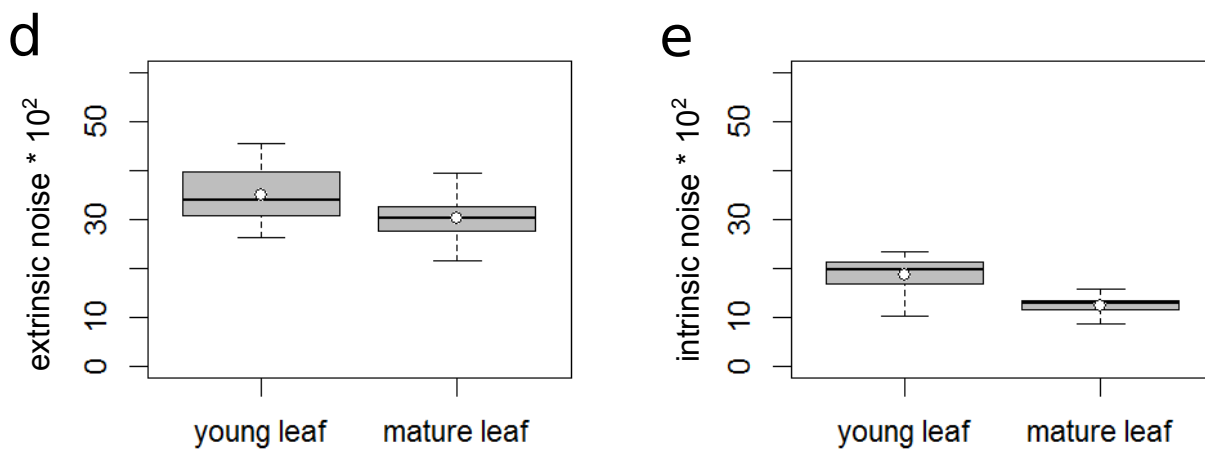 d
extrinsic noise * 10²
50
30
10
0
young leaf
mature leaf
e
intrinsic noise * 10²
50
30
10
0
young leaf
mature leaf